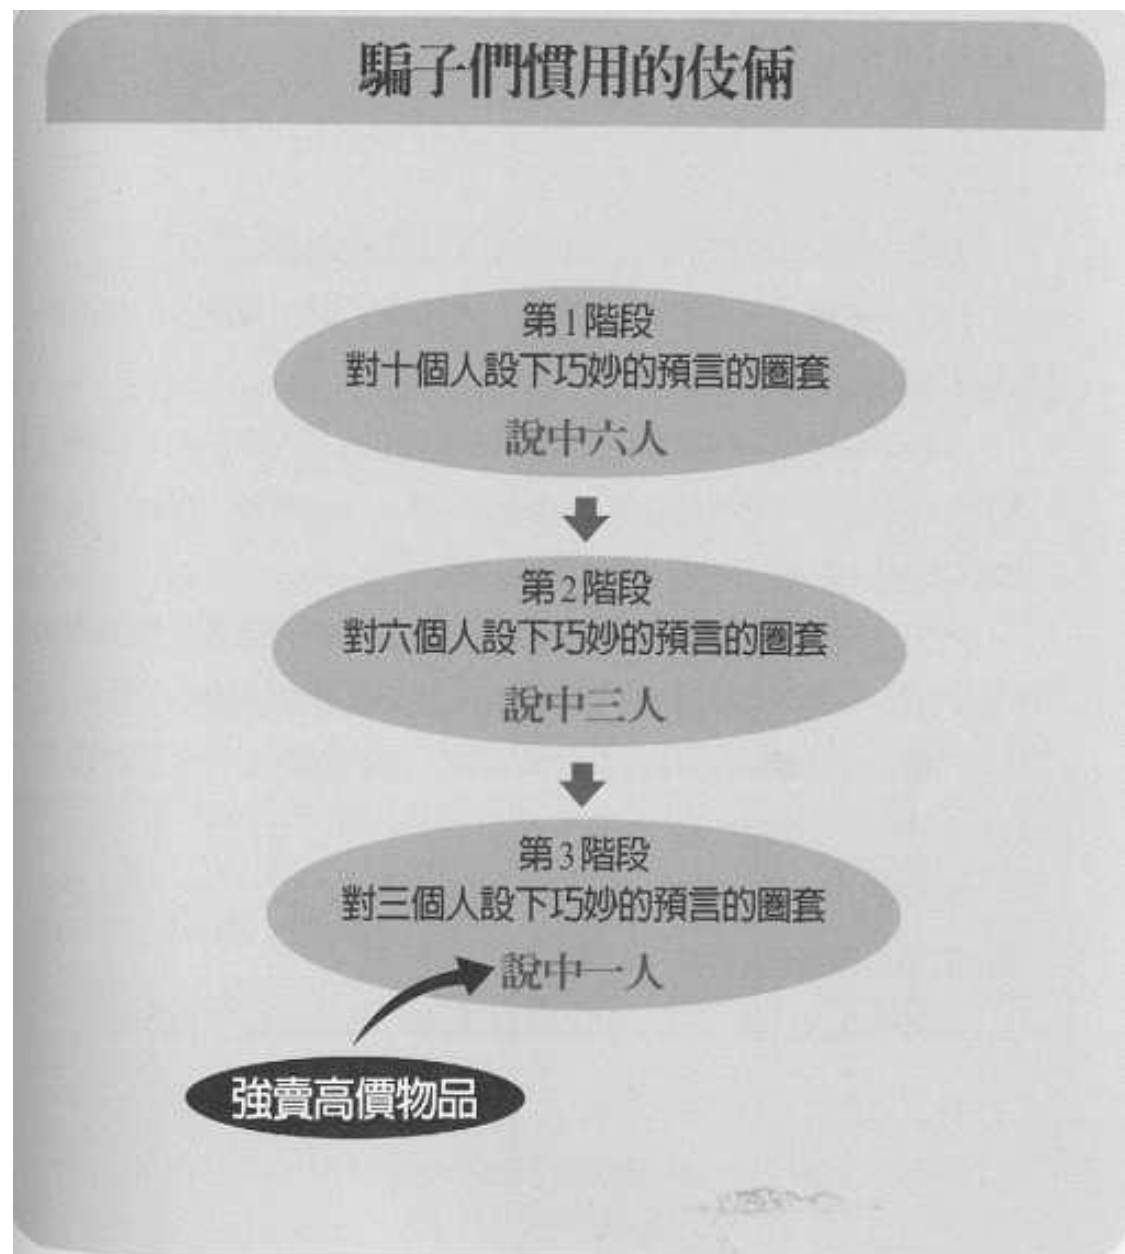 騙子們慣用的伎倆
第1階段
對十個人設下巧妙的預言的圈套
說中六人
第2階段
對六個人設下巧妙的預言的圈套
說中三人
第3階段
對三個人設下巧妙的預言的圈套
說中一人
強賣高價物品